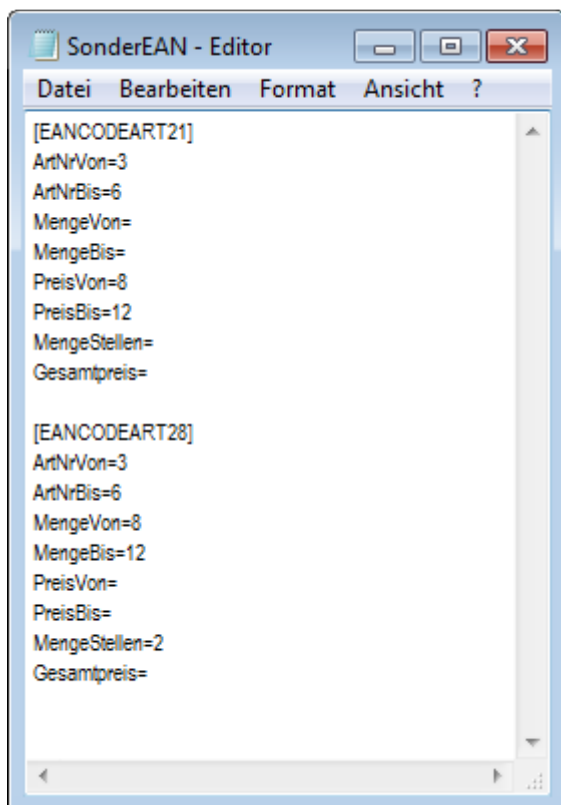 SonderEAN - Editor
Datei Bearbeiten Format Ansicht ?
[EANCODEART21]
ArtNrVon=3
ArtNrBis=6
MengeVon=
MengeBis=
PreisVon=8
PreisBis=12
MengeStellen=
Gesamtpreis=
[EANCODEART28]
ArtNrVon=3
ArtNrBis=6
MengeVon=8
MengeBis=12
PreisVon=
PreisBis=
MengeStellen=2
Gesamtpreis=